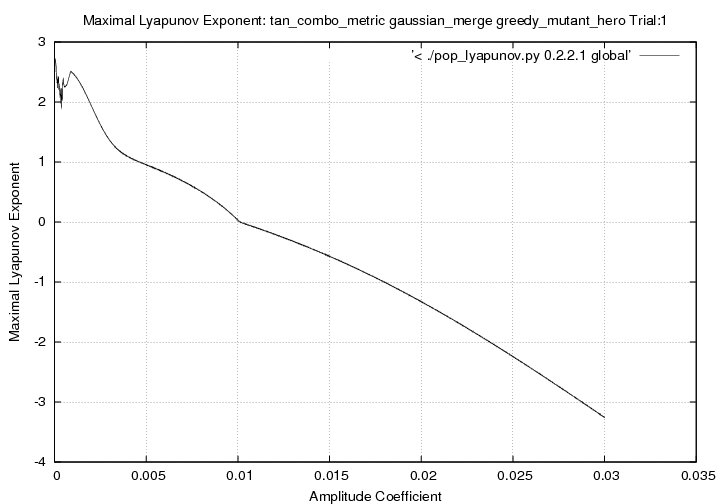 Maximal Lyapunov Exponent: tan_combo_metric gaussian_merge greedy_mutant_hero Trial:1
'< ./pop_lyapunov.py 0.2.2.1 global'
Maximal Lyapunov Exponent
3
2
1
0
-1
-2
-3
-4
0 0.005 0.01 0.015 0.02 0.025 0.03 0.035
Amplitude Coefficient